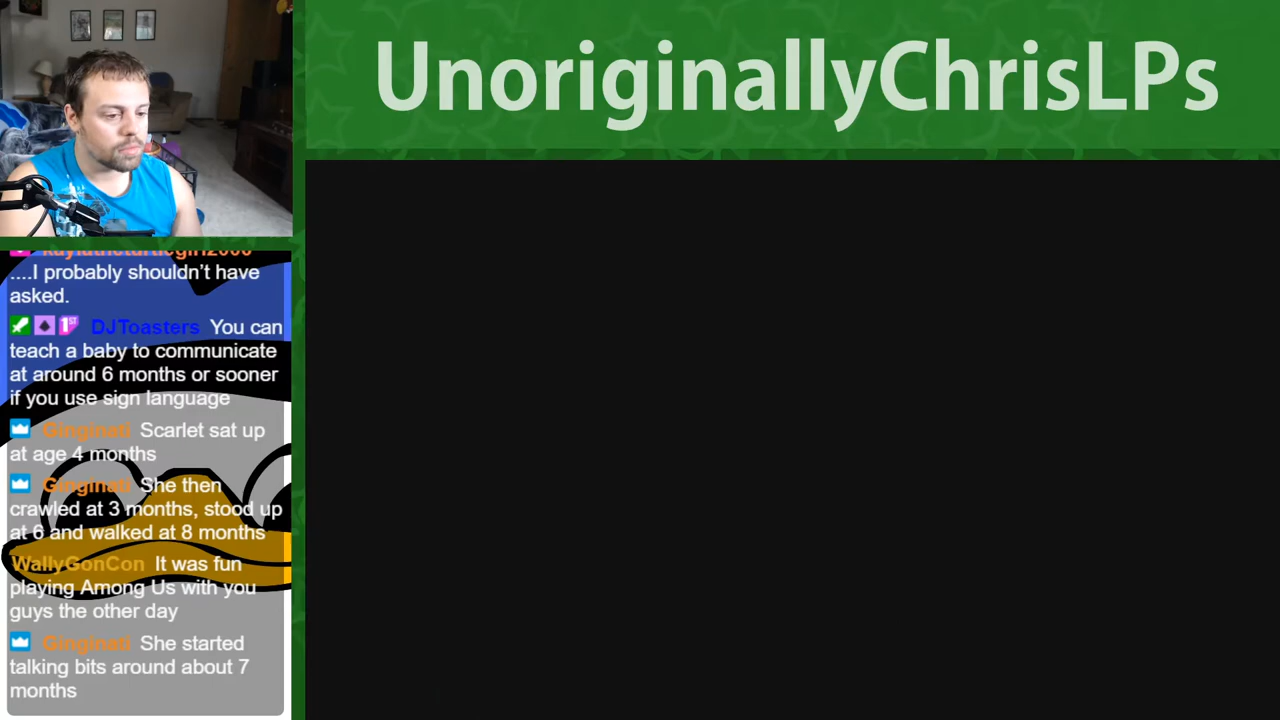 UnoriginallyChrisLPs
kaylatheturtlegirl2000
....I probably shouldn't have
asked.
1ST DJToasters You can
teach a baby to communicate
at around 6 months or sooner
if you use sign language
Ginginati Scarlet sat up
at age 4 months
Ginginati She then
crawled at 3 months, stood up
at 6 and walked at 8 months
WallyGonCon It was fun
playing Among Us with you
guys the other day
Ginginati She started
talking bits around about 7
months